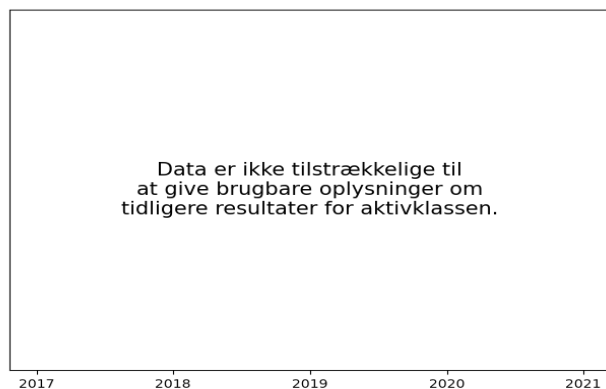 Data er ikke tilstrækkelige til
at give brugbare oplysninger om
tidligere resultater for aktivklassen.
2017 2018 2019 2020 2021